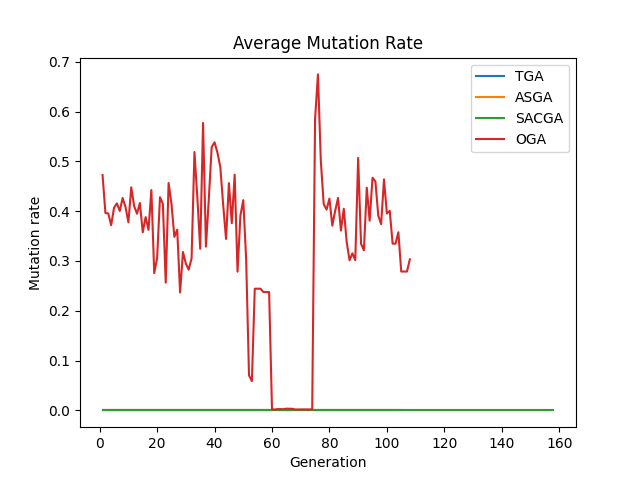 Average Mutation Rate
TGA
ASGA
SACGA
OGA
Mutation rate
0.7
0.6
0.5
0.4
0.3
0.2
0.1
0.0
0 20 40 60 80 100 120 140 160
Generation